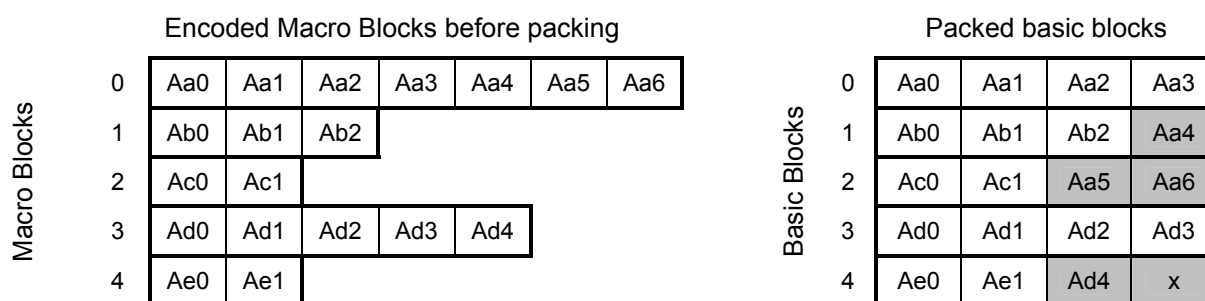 Encoded Macro Blocks before packing
Macro Blocks
0 Aa0 Aa1 Aa2 Aa3 Aa4 Aa5 Aa6
1 Ab0 Ab1 Ab2
2 Ac0 Ac1
3 Ad0 Ad1 Ad2 Ad3 Ad4
4 Ae0 Ae1
Packed basic blocks
Basic Blocks
0 Aa0 Aa1 Aa2 Aa3
1 Ab0 Ab1 Ab2 Aa4
2 Ac0 Ac1 Aa5 Aa6
3 Ad0 Ad1 Ad2 Ad3
4 Ae0 Ae1 Ad4 x